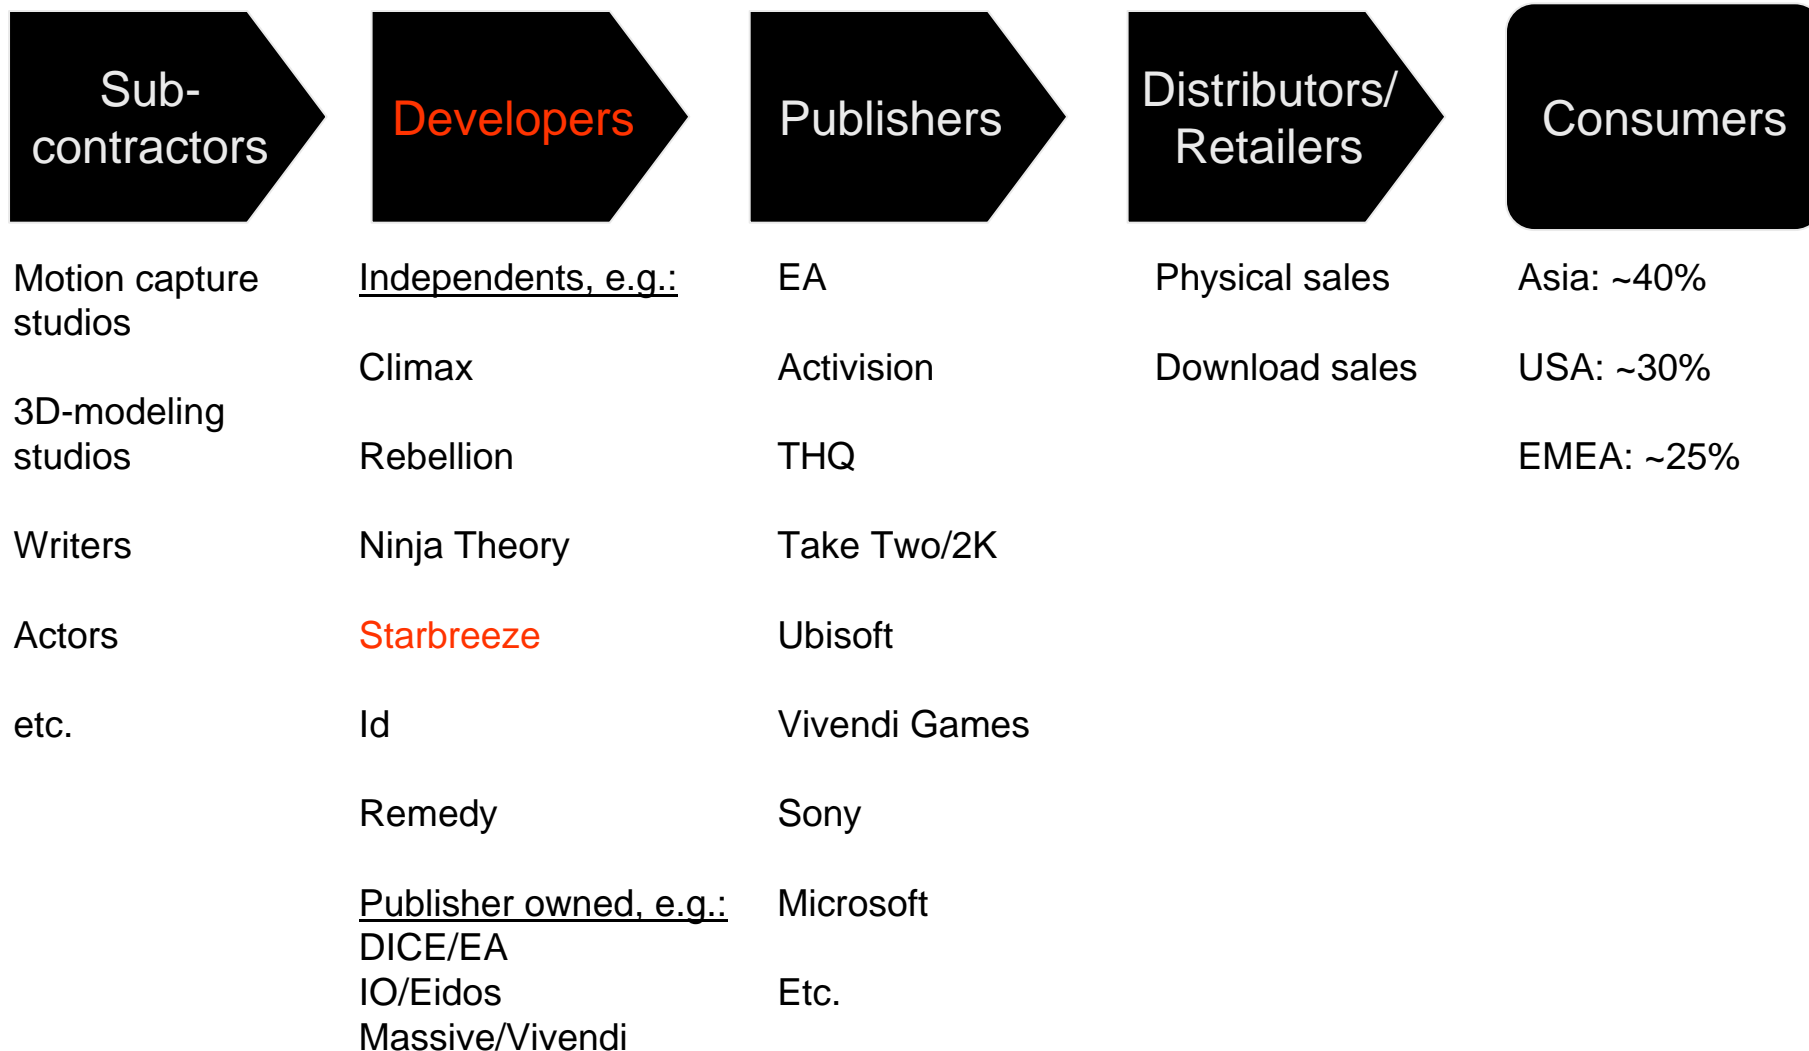 Sub-
contractors
Developers
Publishers
Distributors/
Retailers
Consumers
Motion capture
studios
3D-modeling
studios
Writers
Actors
etc.
Independents, e.g.:
Climax
Rebellion
Ninja Theory
Starbreeze
Id
Remedy
Publisher owned, e.g.:
DICE/EA
IO/Eidos
Massive/Vivendi
EA
Activision
THQ
Take Two/2K
Ubisoft
Vivendi Games
Sony
Microsoft
Etc.
Physical sales
Download sales
Asia: ~40%
USA: ~30%
EMEA: ~25%